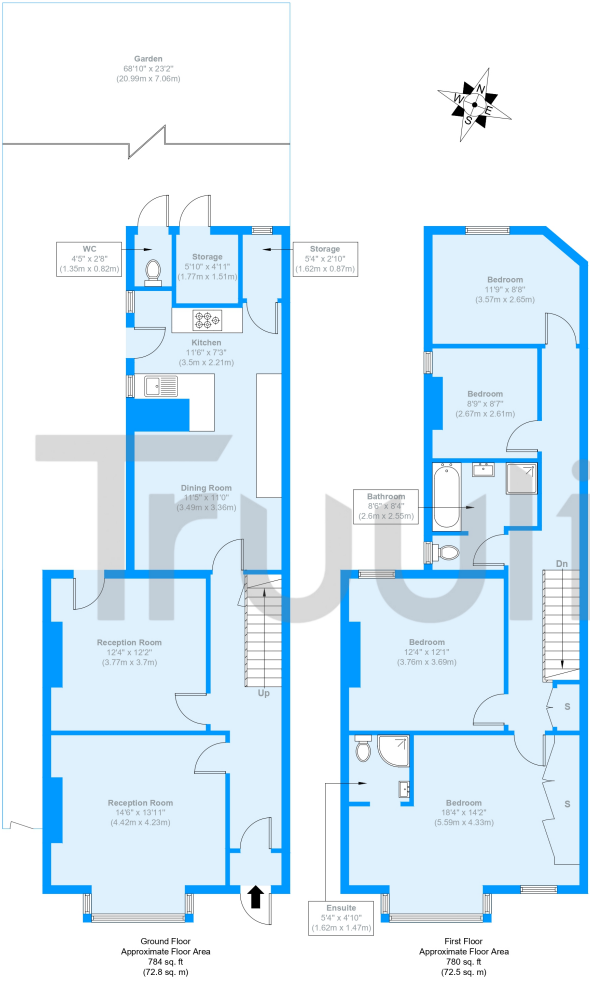 Garden
68'10" x 23'2"
(20.99m x 7.06m)
N
W
E
S
WC
4'5" x 2'8"
(1.35m x 0.82m)
Storage
5'10" x 4'11"
(1.77m x 1.51m)
Storage
5'4" x 2'10"
(1.62m x 0.87m)
Kitchen
11'6" x 7'3"
(3.5m x 2.21m)
Dining Room
11'5" x 11'0"
(3.49m x 3.36m)
Reception Room
12'4" x 12'2"
(3.77m x 3.7m)
Up
Reception Room
14'6" x 13'11"
(4.42m x 4.23m)
Ground Floor
Approximate Floor Area
784 sq. ft
(72.8 sq. m)
Bedroom
11'9" x 8'8"
(3.57m x 2.65m)
Bedroom
8'9" x 8'7"
(2.67m x 2.61m)
Bathroom
8'6" x 8'4"
(2.6m x 2.55m)
Dn
Bedroom
12'4" x 12'1"
(3.76m x 3.69m)
S
S
Bedroom
18'4" x 14'2"
(5.59m x 4.33m)
Ensuite
5'4" x 4'10"
(1.62m x 1.47m)
First Floor
Approximate Floor Area
780 sq. ft
(72.5 sq. m)
Truuli